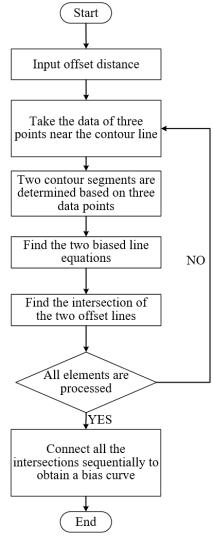 Start
Input offset distance
Take the data of three
points near the contour line
Two contour segments are
determined based on three
data points
Find the two biased line
equations
NO
Find the intersection of
the two offset lines
All elements are
processed
YES
Connect all the
intersections sequentially to
obtain a bias curve
End